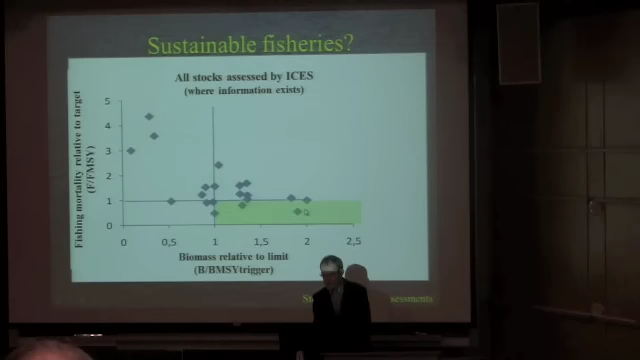 Sustainable fisheries?
All stocks assessed by ICES
(where information exists)
Fishing mortality relative to target
(F/FMSY)
5
4
3
2
1
0
0 0,5 1 1,5 2 2,5
Biomass relative to limit
(B/BMSYtrigger)
St